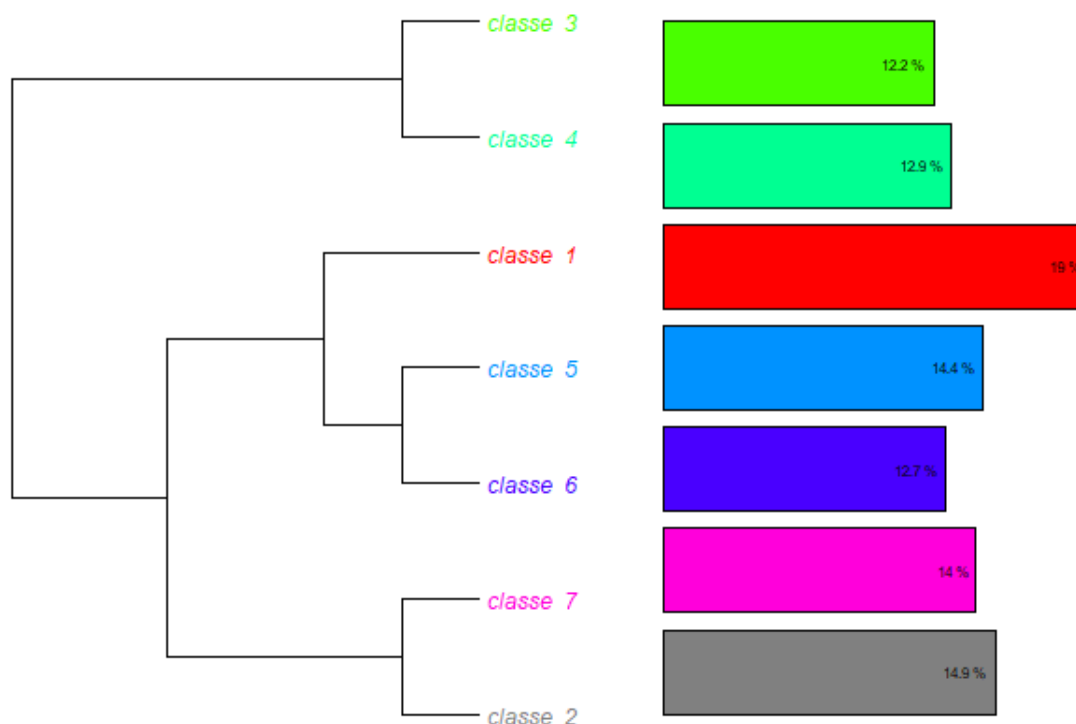 classe 3
12.2 %
classe 4
12.9 %
classe 1
19 %
classe 5
14.4 %
classe 6
12.7 %
classe 7
14 %
classe 2
14.9 %